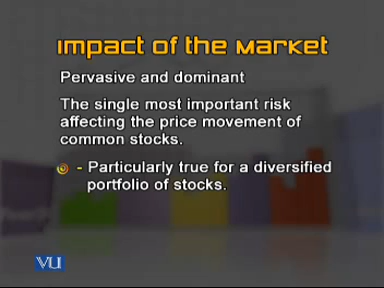 Impact of the Market
Pervasive and dominant
The single most important risk
affecting the price movement of
common stocks.
- Particularly true for a diversified
portfolio of stocks.
VU